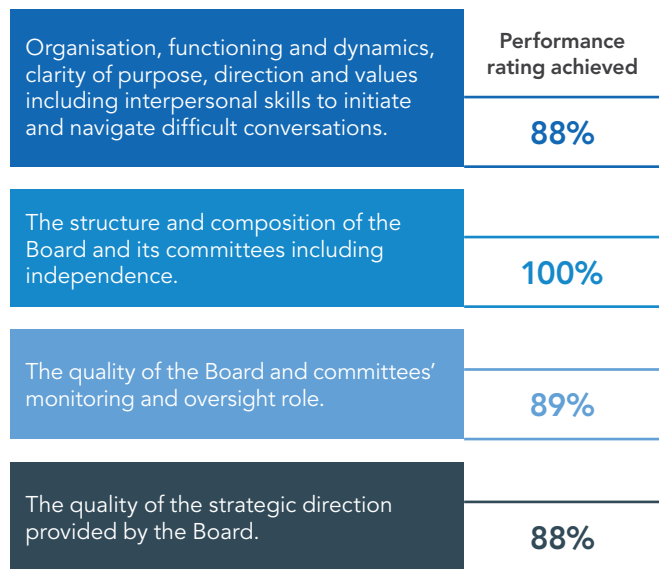 Organisation, functioning and dynamics,
clarity of purpose, direction and values
including interpersonal skills to initiate
and navigate difficult conversations.
Performance
rating achieved
88%
The structure and composition of the
Board and its committees including
independence.
100%
The quality of the Board and committees’
monitoring and oversight role.
89%
The quality of the strategic direction
provided by the Board.
88%